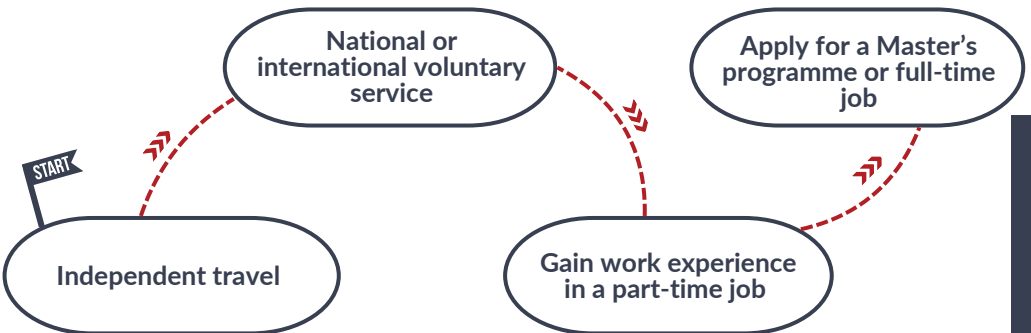 START
Independent travel
National or
international voluntary
service
Gain work experience
in a part-time job
Apply for a Master’s
programme or full-time
job